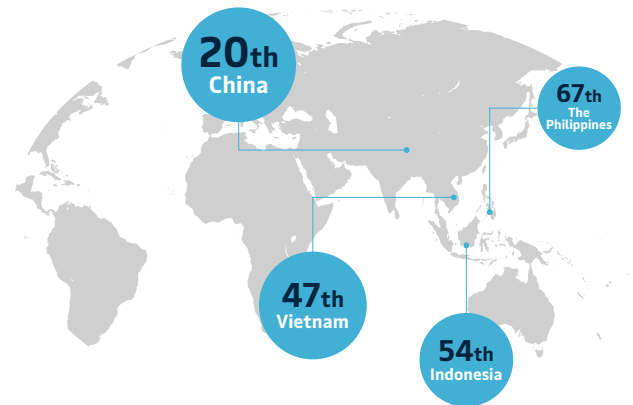 20th
China
67th
The
Philippines
47th
Vietnam
54th
Indonesia